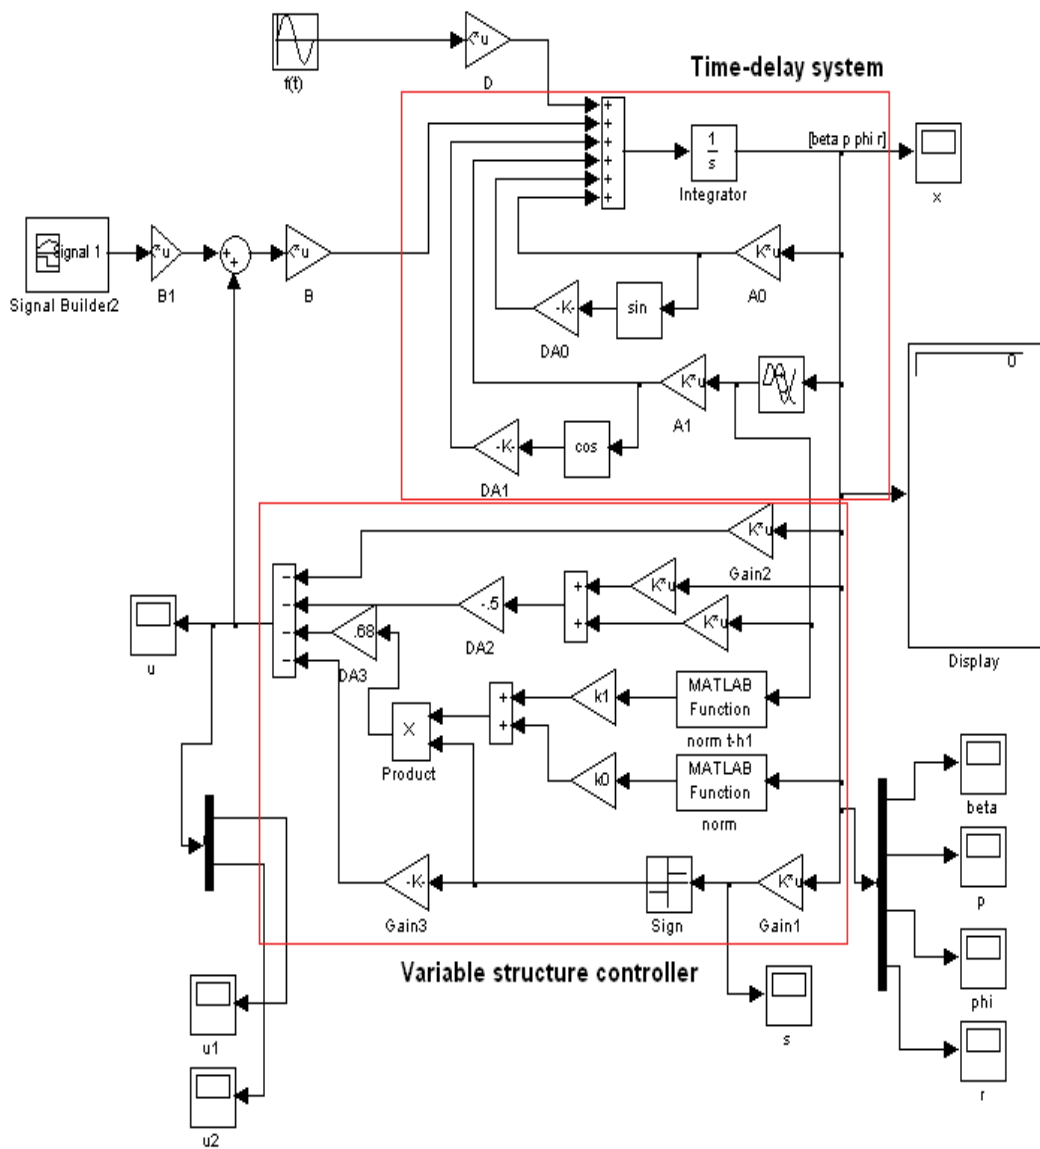 f(t)
K*u
D
Time-delay system
+
+
+
+
+
+
1
s
Integrator
[beta p phi r]
x
Signal 1
Signal Builder2
K*u
B1
+
+
K*u
B
K*u
A0
sin
-K-
DA0
K*u
A1
cos
-K-
DA1
0
Display
K*u
Gain2
K*u
K*u
+
+
-.5
DA2
-
-
-
-
.68
DA3
u
MATLAB
Function
norm t-h1
k1
+
+
X
Product
MATLAB
Function
norm
k0
beta
p
phi
r
K*u
Gain1
Sign
-K-
Gain3
s
Variable structure controller
u1
u2